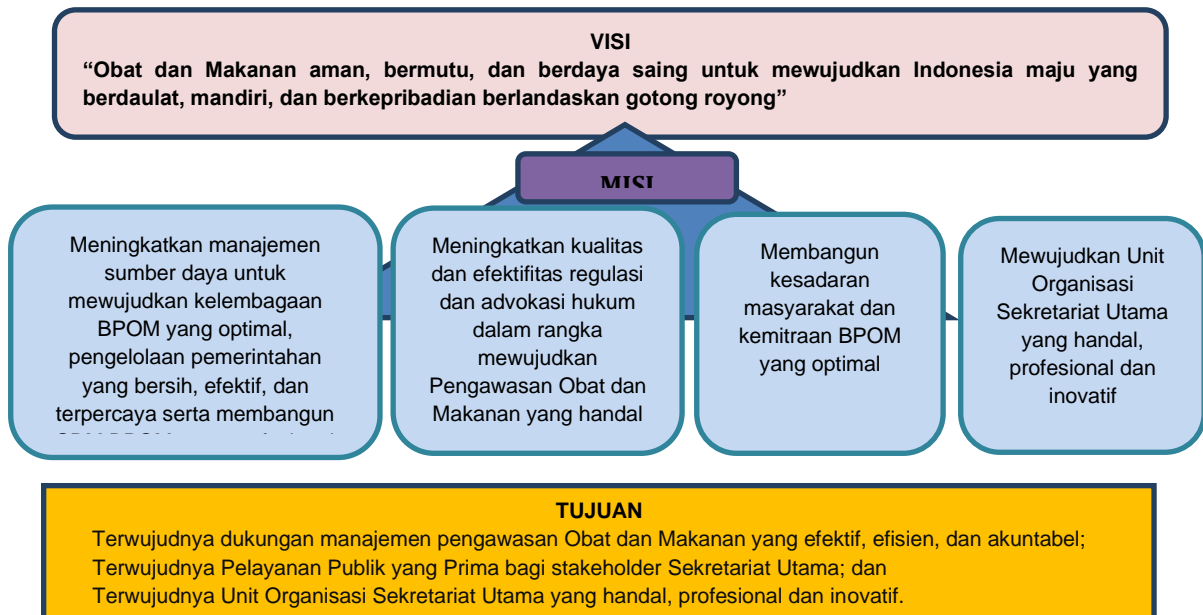 VISI
“Obat dan Makanan aman, bermutu, dan berdaya saing untuk mewujudkan Indonesia maju yang
berdaulat, mandiri, dan berkepribadian berlandaskan gotong royong”
MISI
Meningkatkan manajemen
sumber daya untuk
mewujudkan kelembagaan
BPOM yang optimal,
pengelolaan pemerintahan
yang bersih, efektif, dan
terpercaya serta membangun
Meningkatkan kualitas
dan efektifitas regulasi
dan advokasi hukum
dalam rangka
mewujudkan
Pengawasan Obat dan
Makanan yang handal
Membangun
kesadaran
masyarakat dan
kemitraan BPOM
yang optimal
Mewujudkan Unit
Organisasi
Sekretariat Utama
yang handal,
profesional dan
inovatif
TUJUAN
Terwujudnya dukungan manajemen pengawasan Obat dan Makanan yang efektif, efisien, dan akuntabel;
Terwujudnya Pelayanan Publik yang Prima bagi stakeholder Sekretariat Utama; dan
Terwujudnya Unit Organisasi Sekretariat Utama yang handal, profesional dan inovatif.